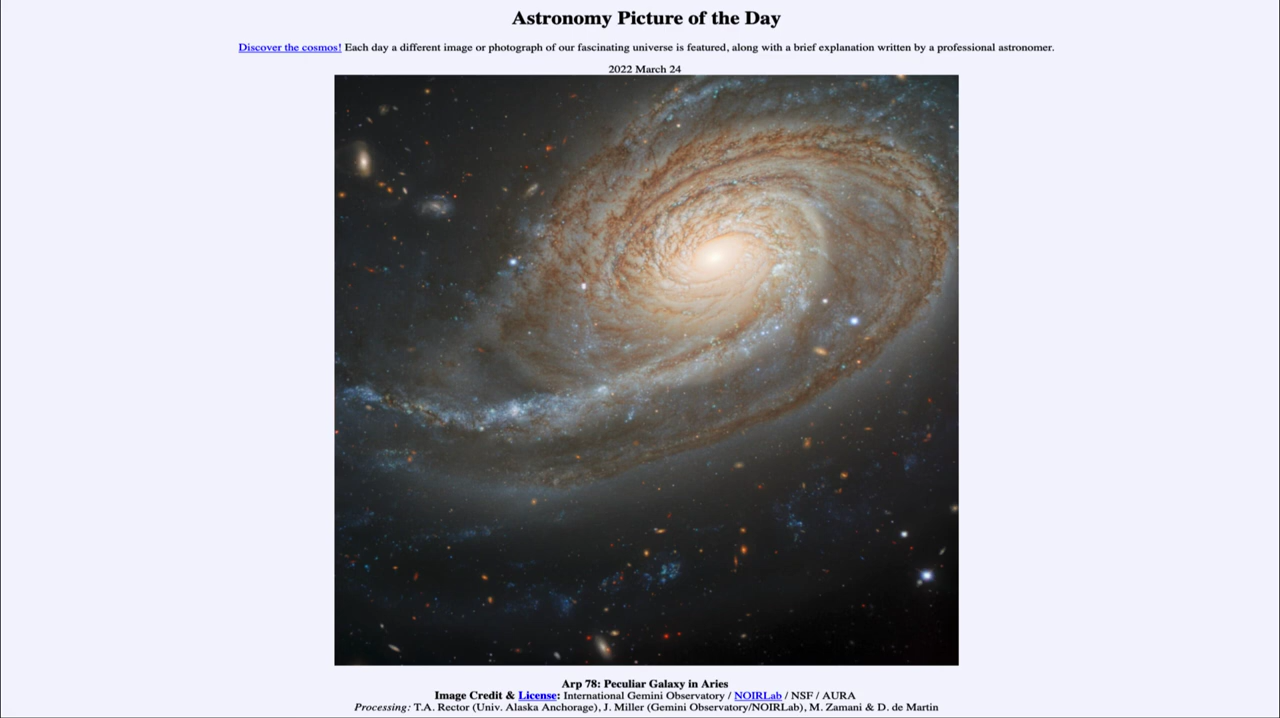 Astronomy Picture of the Day
Discover the cosmos! Each day a different image or photograph of our fascinating universe is featured, along with a brief explanation written by a professional astronomer.
2022 March 24
Arp 78: Peculiar Galaxy in Aries
Image Credit & License: International Gemini Observatory / NOIRLab / NSF / AURA
Processing: T.A. Rector (Univ. Alaska Anchorage), J. Miller (Gemini Observatory/NOIRLab), M. Zamani & D. de Martin